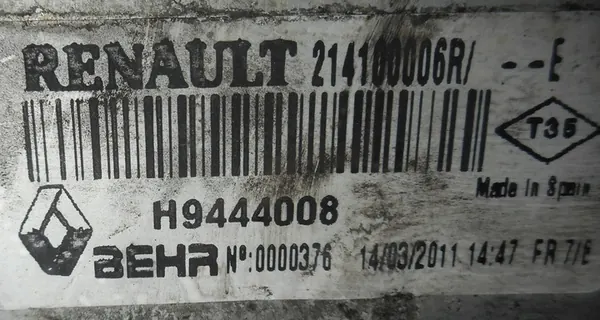 RENAULT 214100006R/ --E
T35
Made In Spain
H9444008
BEHR Nº:0000376 14/03/2011 14:47 FR 7/E